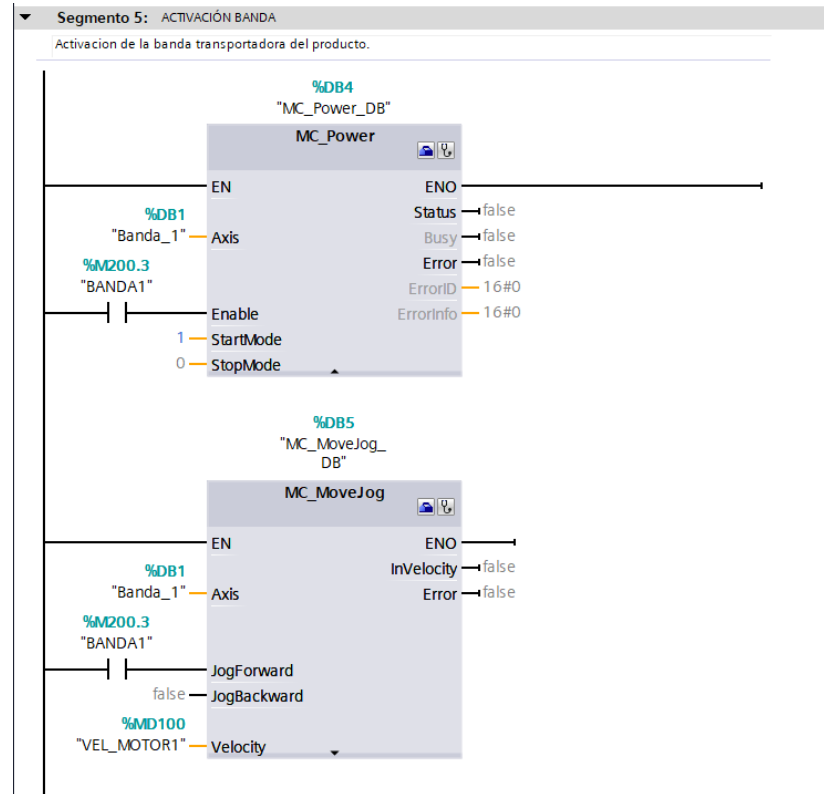 Segmento 5: ACTIVACIÓN BANDA
Activacion de la banda transportadora del producto.
%DB4
"MC_Power_DB"
MC_Power
EN ENO
Status false
%DB1
"Banda_1" Axis Busy false
%M200.3 Error false
"BANDA1" ErrorID 16#0
Enable ErrorInfo 16#0
1 StartMode
0 StopMode
%DB5
"MC_MoveJog_
DB"
MC_MoveJog
EN ENO
%DB1 InVelocity false
"Banda_1" Axis Error false
%M200.3
"BANDA1"
JogForward
false JogBackward
%MD100
"VEL_MOTOR1" Velocity